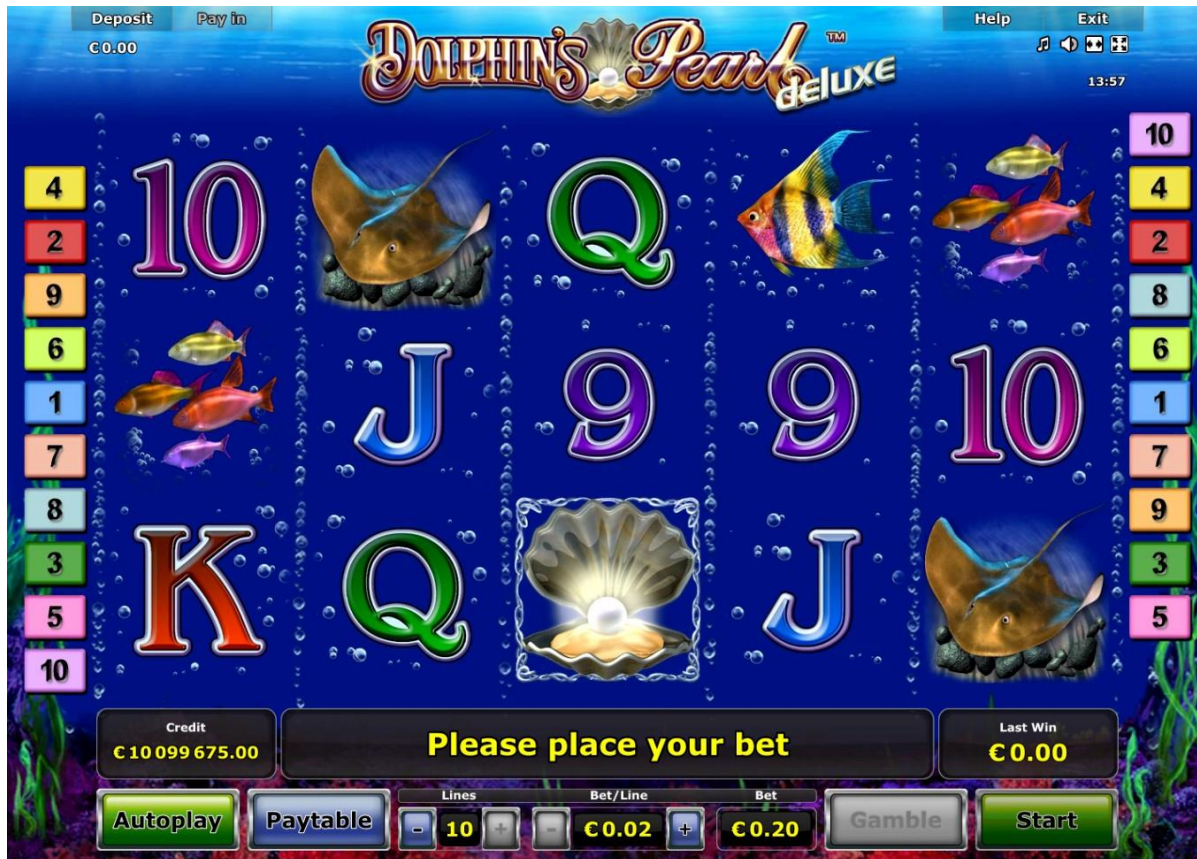 Deposit Pay in Help Exit
€ 0.00
DOLPHIN'S Pearl™ deluxe
13:57
10
4 4
10 Q
2 2
9 8
6 6
J 9 9 10
1 1
7 7
8 9
3 3
K Q J
5 5
10
Credit Last Win
€ 10 099 675.00 Please place your bet € 0.00
Lines Bet/Line Bet
Autoplay Paytable - 10 + - € 0.02 + € 0.20 Gamble Start